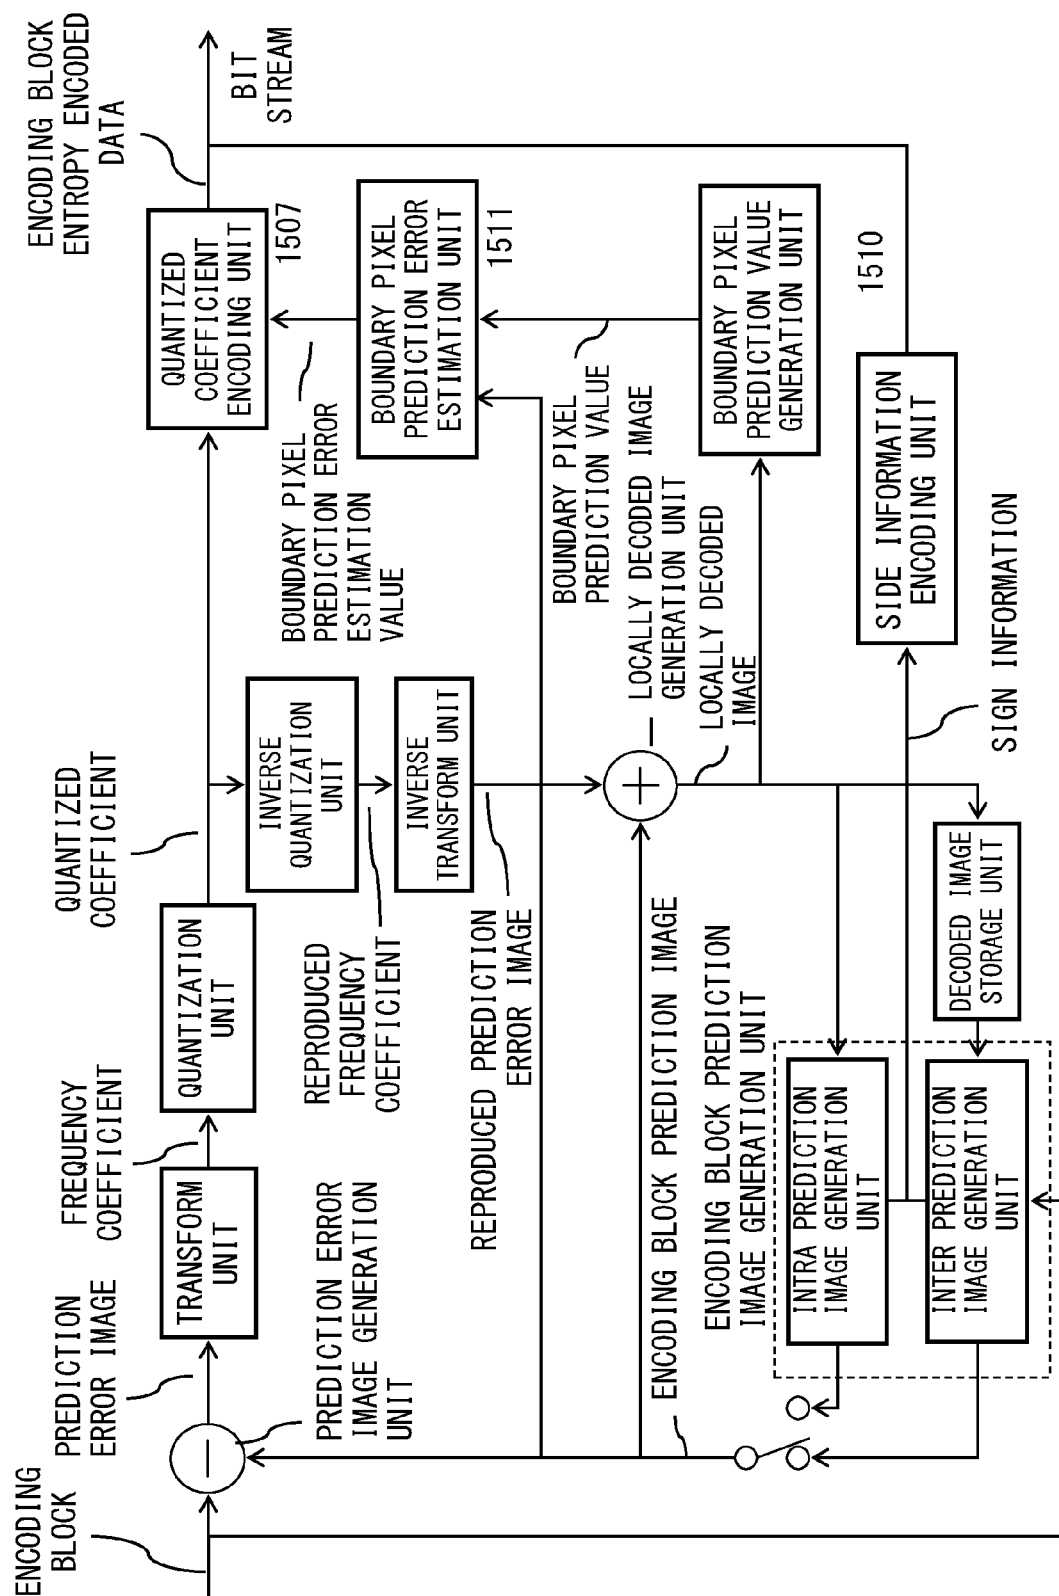 ENCODING
BLOCK
PREDICTION
ERROR IMAGE
PREDICTION ERROR
IMAGE GENERATION
UNIT
TRANSFORM
UNIT
FREQUENCY
COEFFICIENT
QUANTIZATION
UNIT
QUANTIZED
COEFFICIENT
QUANTIZED
COEFFICIENT
ENCODING UNIT
1507
ENCODING BLOCK
ENTROPY ENCODED
DATA
BIT
STREAM
INVERSE
QUANTIZATION
UNIT
REPRODUCED
FREQUENCY
COEFFICIENT
INVERSE
TRANSFORM UNIT
REPRODUCED PREDICTION
ERROR IMAGE
BOUNDARY PIXEL
PREDICTION ERROR
ESTIMATION
VALUE
BOUNDARY PIXEL
PREDICTION ERROR
ESTIMATION UNIT
1511
BOUNDARY PIXEL
PREDICTION VALUE
LOCALLY DECODED IMAGE
GENERATION UNIT
LOCALLY DECODED
IMAGE
BOUNDARY PIXEL
PREDICTION VALUE
GENERATION UNIT
ENCODING BLOCK PREDICTION IMAGE
ENCODING BLOCK PREDICTION
IMAGE GENERATION UNIT
INTRA PREDICTION
IMAGE GENERATION
UNIT
INTER PREDICTION
IMAGE GENERATION
UNIT
DECODED IMAGE
STORAGE UNIT
SIDE INFORMATION
ENCODING UNIT
1510
SIGN INFORMATION